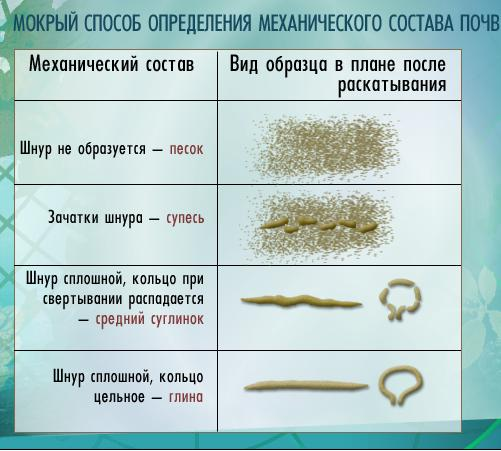 МОКРЫЙ СПОСОБ ОПРЕДЕЛЕНИЯ МЕХАНИЧЕСКОГО СОСТАВА ПОЧВ
Механический состав
Вид образца в плане после
раскатывания
Шнур не образуется – песок
Зачатки шнура – супесь
Шнур сплошной, кольцо при
свертывании распадается
– средний суглинок
Шнур сплошной, кольцо
цельное – глина